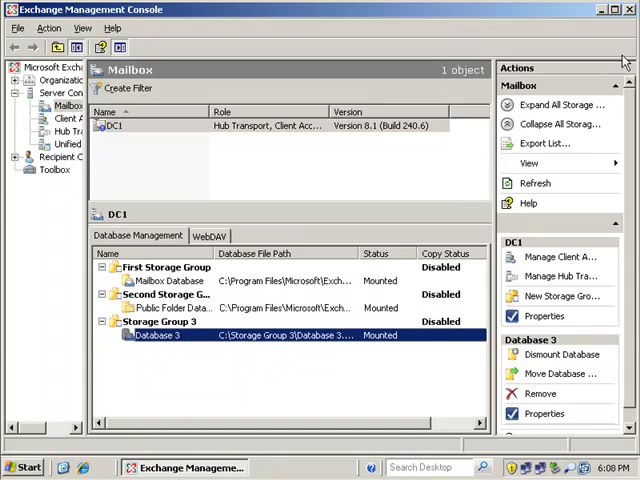 Exchange Management Console
File Action View Help
Microsoft Exchan
Organizatio
Server Con
Mailbox
Client A
Hub Tra
Unified
Recipient C
Toolbox
Mailbox 1 object
Create Filter
Name Role Version
DC1 Hub Transport, Client Acc... Version 8.1 (Build 240.6)
DC1
Database Management WebDAV
Name Database File Path Status Copy Status
First Storage Group Disabled
Mailbox Database C:\Program Files\Microsoft\Exch... Mounted
Second Storage G... Disabled
Public Folder Data... C:\Program Files\Microsoft\Exch... Mounted
Storage Group 3 Disabled
Database 3 C:\Storage Group 3\Database 3.... Mounted
Actions
Mailbox
Expand All Storage ...
Collapse All Storag...
Export List...
View
Refresh
Help
DC1
Manage Client A...
Manage Hub Tra...
New Storage Gro...
Properties
Database 3
Dismount Database
Move Database ...
Remove
Properties
Start Exchange Manageme... Search Desktop 6:08 PM